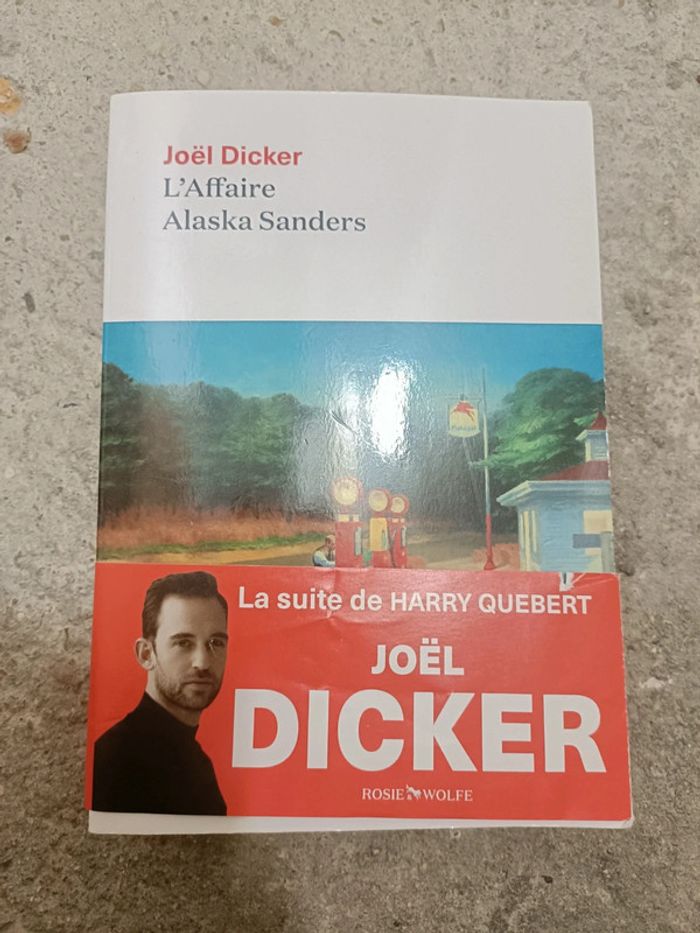 Joël Dicker
L'Affaire
Alaska Sanders
La suite de HARRY QUEBERT
JOËL
DICKER
ROSIE WOLFE